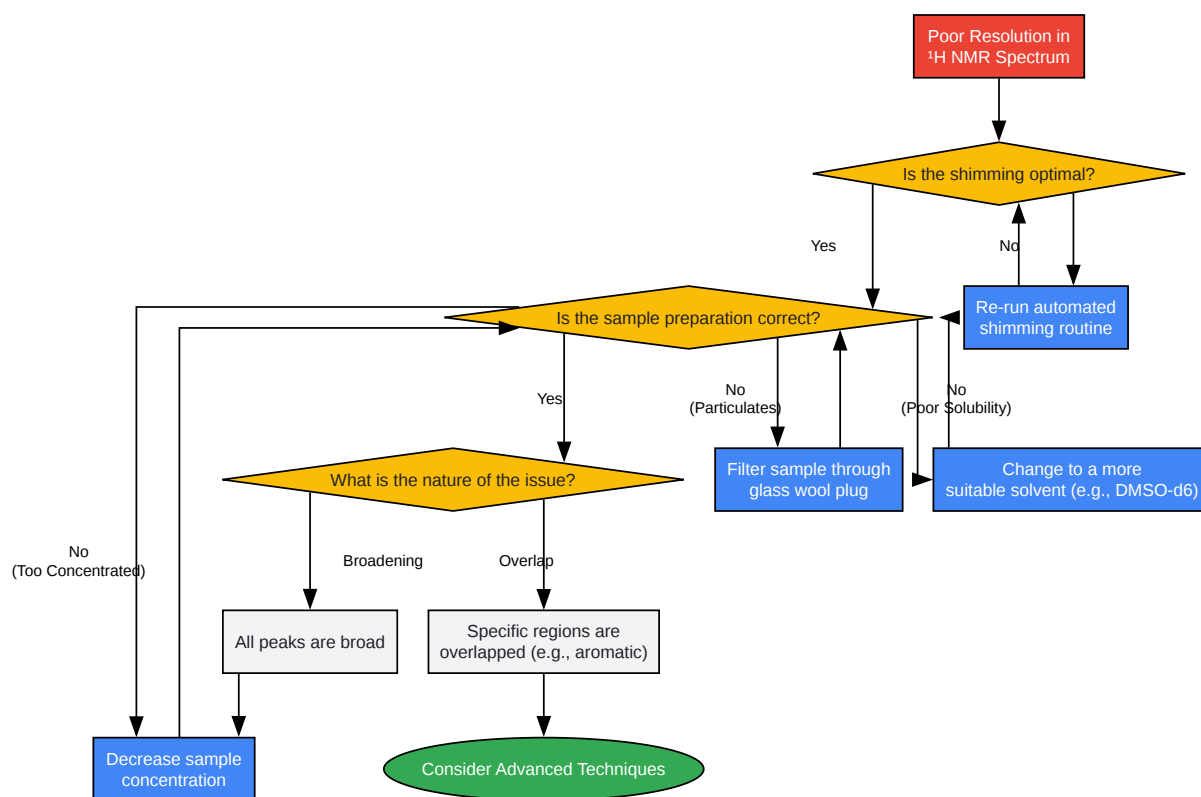 Poor Resolution in
¹H NMR Spectrum
Is the shimming optimal?
Yes
No
Re-run automated
shimming routine
Is the sample preparation correct?
No
(Particulates)
No
(Poor Solubility)
Yes
Filter sample through
glass wool plug
Change to a more
suitable solvent (e.g., DMSO-d6)
What is the nature of the issue?
No
(Too Concentrated)
Broadening
Overlap
All peaks are broad
Specific regions are
overlapped (e.g., aromatic)
Decrease sample
concentration
Consider Advanced Techniques